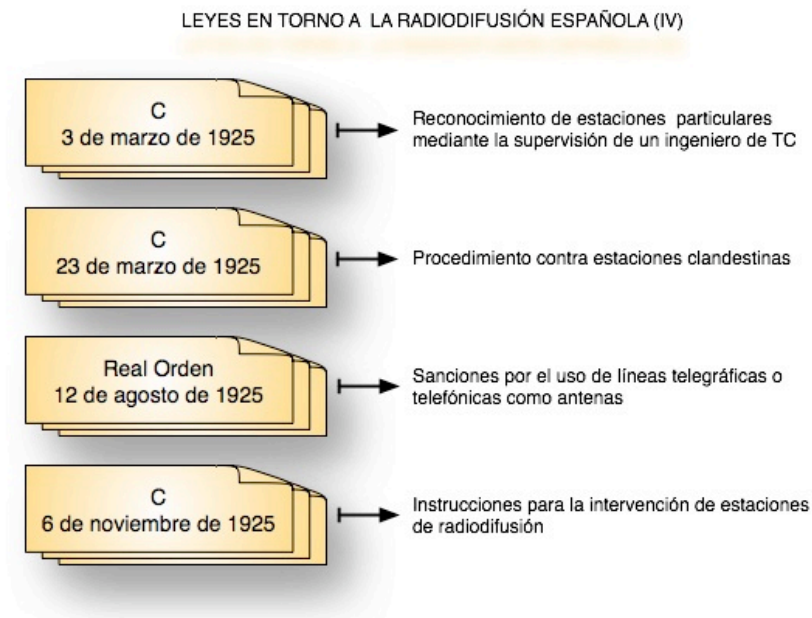 LEYES EN TORNO A LA RADIODIFUSIÓN ESPAÑOLA (IV)
C
3 de marzo de 1925
Reconocimiento de estaciones particulares
mediante la supervisión de un ingeniero de TC
C
23 de marzo de 1925
Procedimiento contra estaciones clandestinas
Real Orden
12 de agosto de 1925
Sanciones por el uso de líneas telegráficas o
telefónicas como antenas
C
6 de noviembre de 1925
Instrucciones para la intervención de estaciones
de radiodifusión